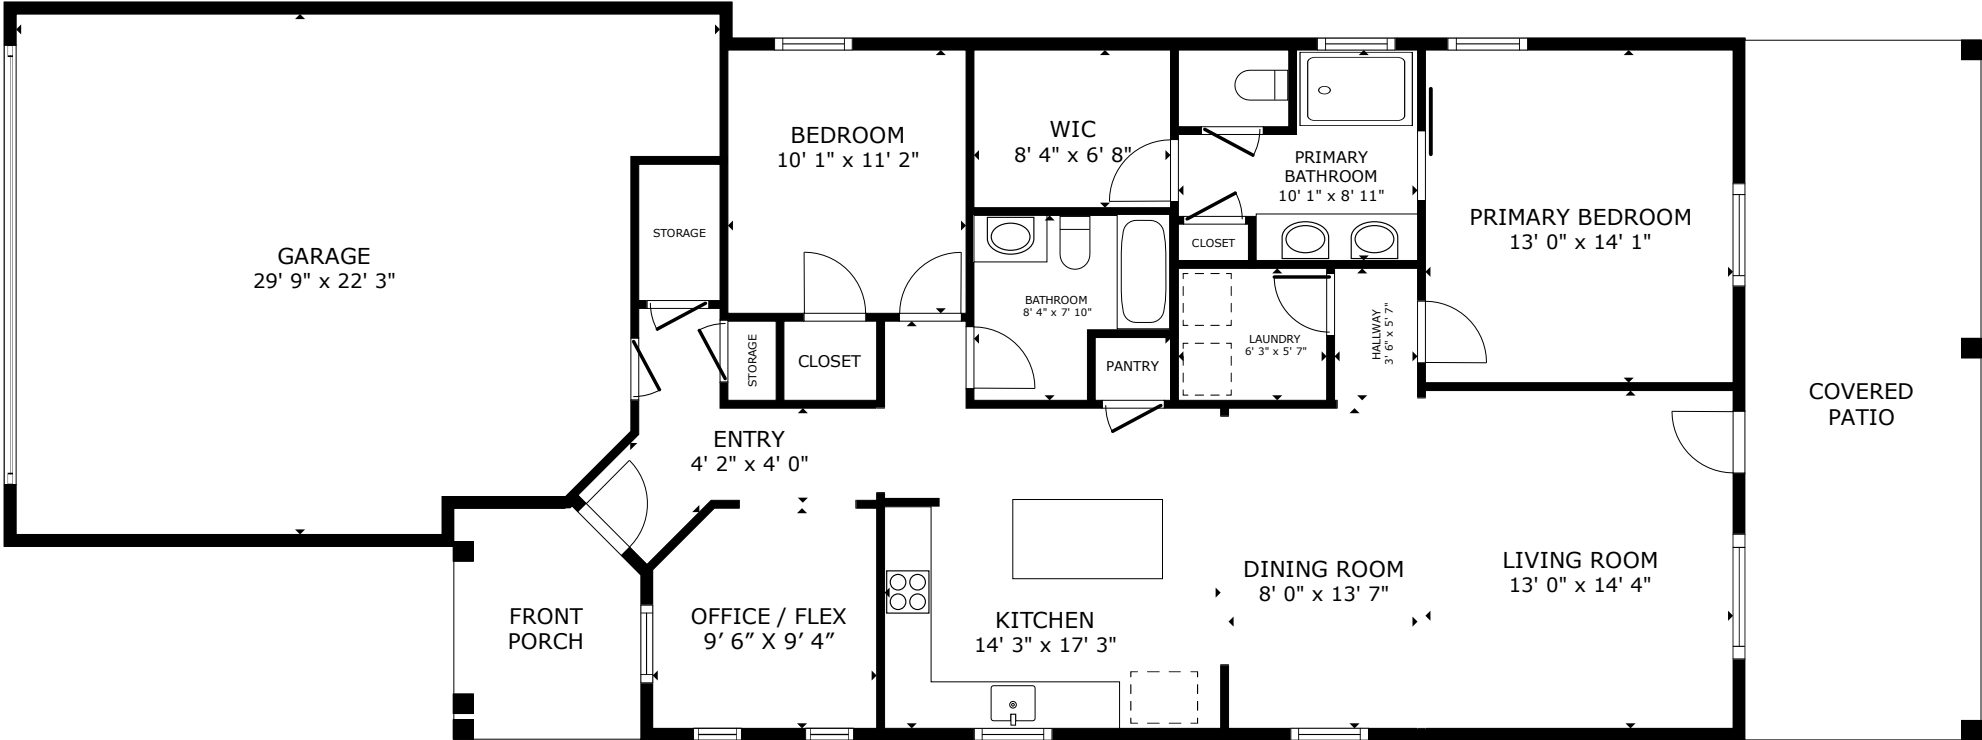 BEDROOM
10' 1" x 11' 2"
WIC
8' 4" x 6' 8"
PRIMARY
BATHROOM
10' 1" x 8' 11"
PRIMARY BEDROOM
13' 0" x 14' 1"
GARAGE
29' 9" x 22' 3"
STORAGE
CLOSET
BATHROOM
8' 4" x 7' 10"
LAUNDRY
6' 3" x 5' 7"
HALLWAY
3' 6" x 5' 7"
STORAGE
CLOSET
PANTRY
COVERED
PATIO
ENTRY
4' 2" x 4' 0"
FRONT
PORCH
OFFICE / FLEX
9’ 6” X 9’ 4”
KITCHEN
14' 3" x 17' 3"
DINING ROOM
8' 0" x 13' 7"
LIVING ROOM
13' 0" x 14' 4"